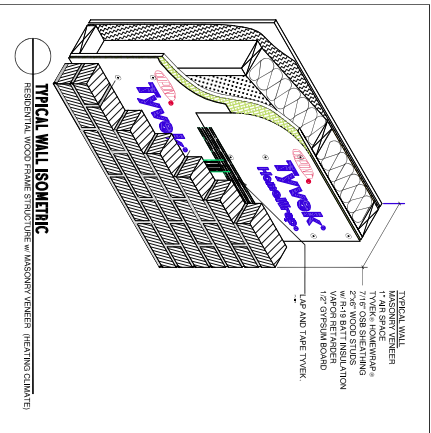 TYPICAL WALL
MASONRY VENEER
1" AIR SPACE
TYVEK® HOMEWRAP®
7/16" OSB SHEATHING
2"x6" WOOD STUDS
w/ R-19 BATT INSULATION
VAPOR RETARDER
1/2" GYPSUM BOARD
LAP AND TAPE TYVEK.
Tyvek®
HomeWrap®
Tyvek®
TYPICAL WALL ISOMETRIC
RESIDENTIAL WOOD FRAME STRUCTURE w/ MASONRY VENEER (HEATING CLIMATE)